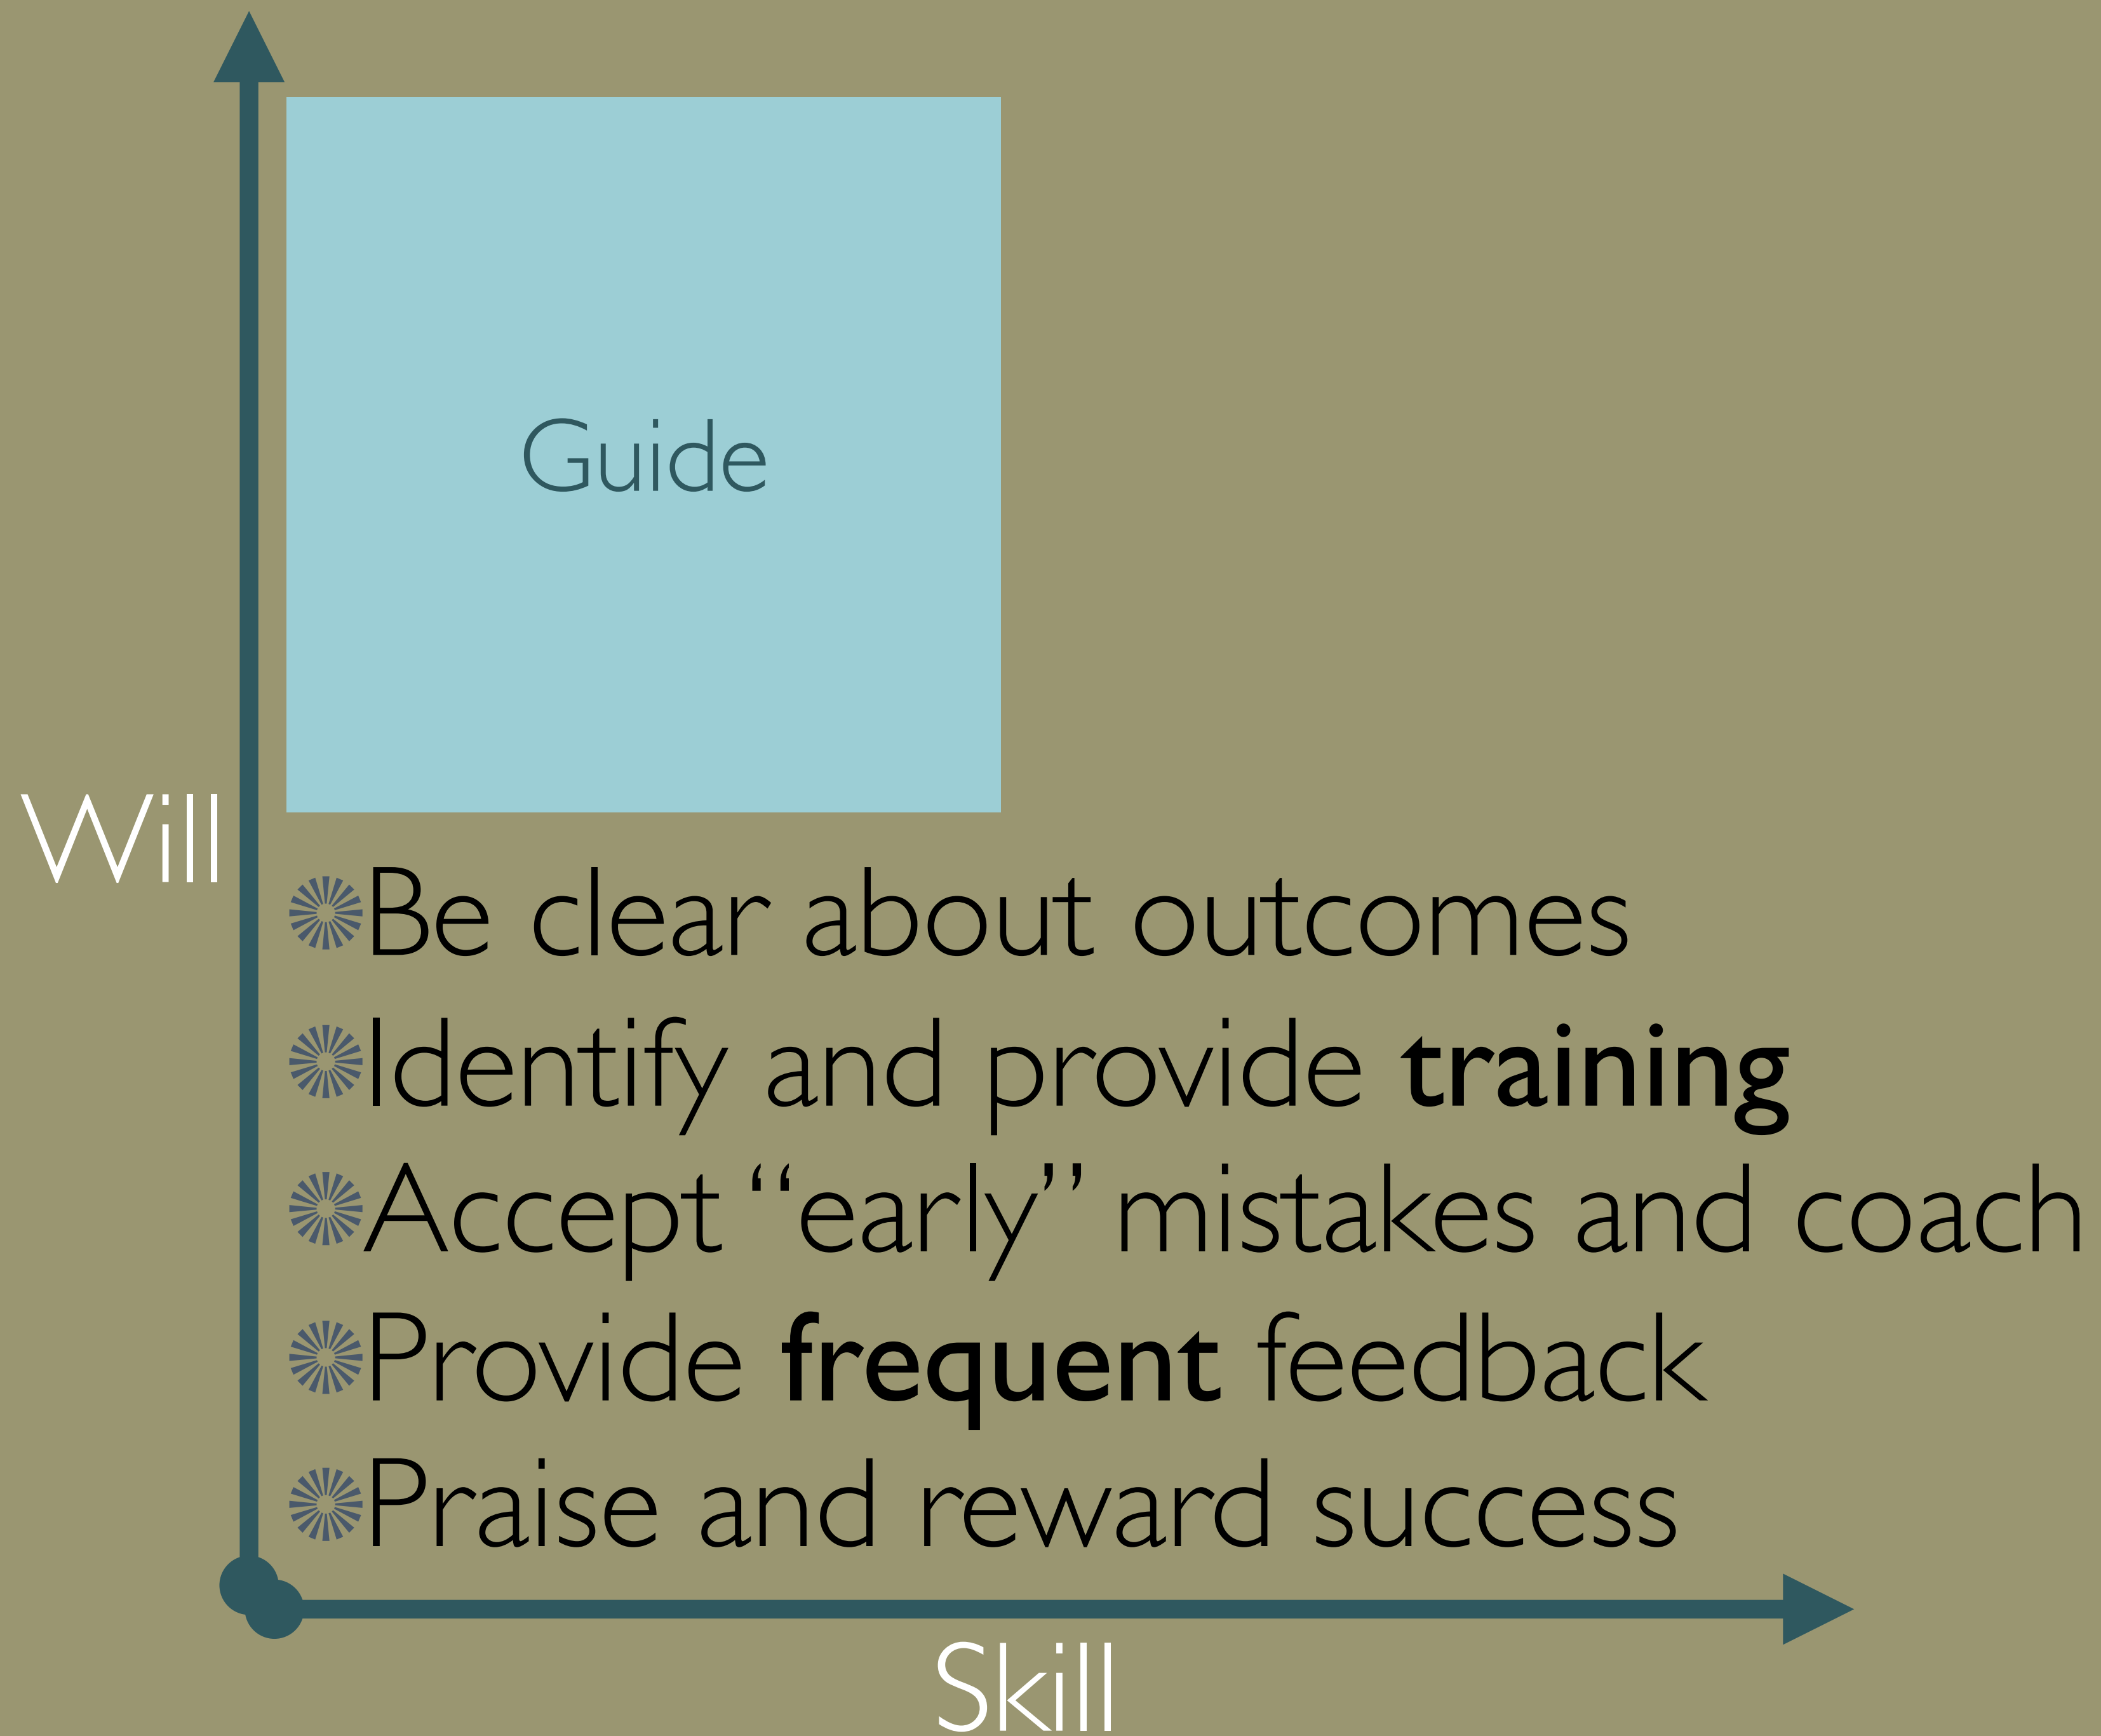 Guide
Will
Be clear about outcomes
Identify and provide training
Accept “early” mistakes and coach
Provide frequent feedback
Praise and reward success
Skill